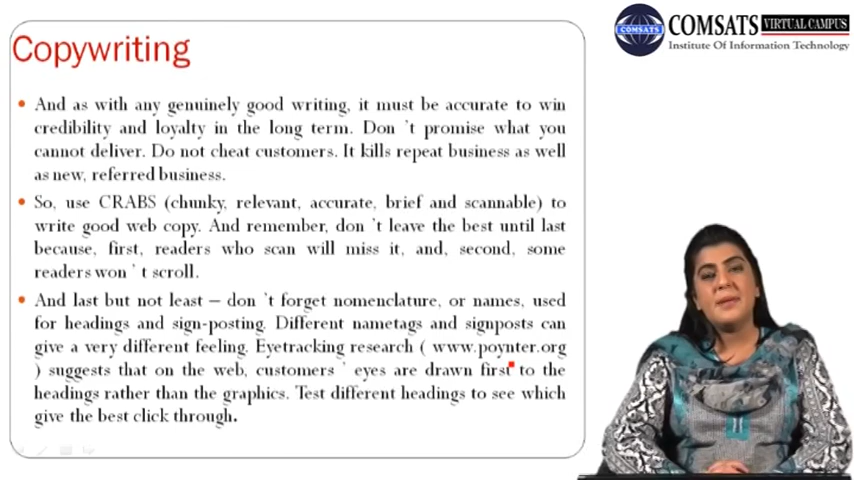 Copywriting
COMSATS
COMSATS VIRTUAL CAMPUS
Institute Of Information Technology
• And as with any genuinely good writing, it must be accurate to win
credibility and loyalty in the long term. Don 't promise what you
cannot deliver. Do not cheat customers. It kills repeat business as well
as new, referred business.
• So, use CRABS (chunky, relevant, accurate, brief and scannable) to
write good web copy. And remember, don 't leave the best until last
because, first, readers who scan will miss it, and, second, some
readers won 't scroll.
• And last but not least – don 't forget nomenclature, or names, used
for headings and sign-posting. Different nametags and signposts can
give a very different feeling. Eyetracking research ( www.poynter.org
) suggests that on the web, customers ' eyes are drawn first to the
headings rather than the graphics. Test different headings to see which
give the best click through.